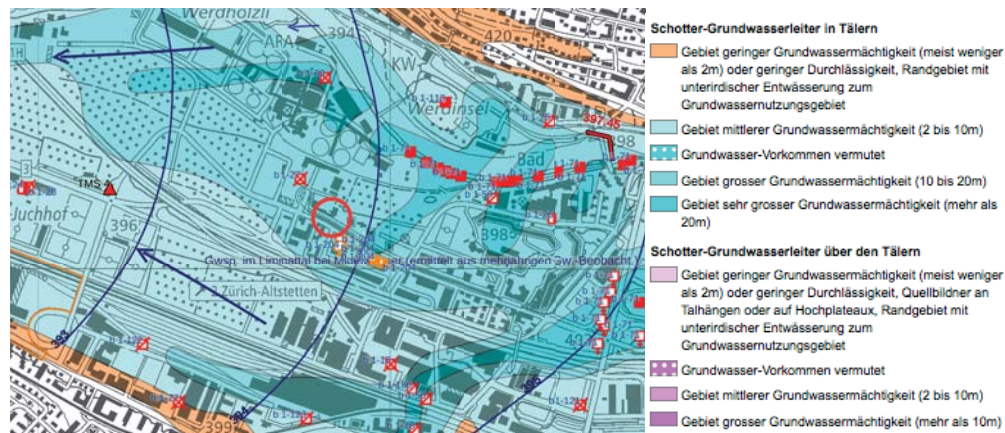 Werdhölzli
ARA
394
420
KW
Werdinsel
397.45
398
Bad
3
TMS
Juchhof
396
398
Gwsp. im Limmattal bei Mittelwasser (ermittelt aus mehrjährigen Gw.-Beobacht.
Zürich-Altstetten
393
394
395
399
Schotter-Grundwasserleiter in Tälern
Gebiet geringer Grundwassermächtigkeit (meist weniger
als 2m) oder geringer Durchlässigkeit, Randgebiet mit
unterirdischer Entwässerung zum
Grundwassernutzungsgebiet
Gebiet mittlerer Grundwassermächtigkeit (2 bis 10m)
Grundwasser-Vorkommen vermutet
Gebiet grosser Grundwassermächtigkeit (10 bis 20m)
Gebiet sehr grosser Grundwassermächtigkeit (mehr als
20m)
Schotter-Grundwasserleiter über den Tälern
Gebiet geringer Grundwassermächtigkeit (meist weniger
als 2m) oder geringer Durchlässigkeit, Quellbildner an
Talhängen oder auf Hochplateaux, Randgebiet mit
unterirdischer Entwässerung zum
Grundwassernutzungsgebiet
Grundwasser-Vorkommen vermutet
Gebiet mittlerer Grundwassermächtigkeit (2 bis 10m)
Gebiet grosser Grundwassermächtigkeit (mehr als 10m)